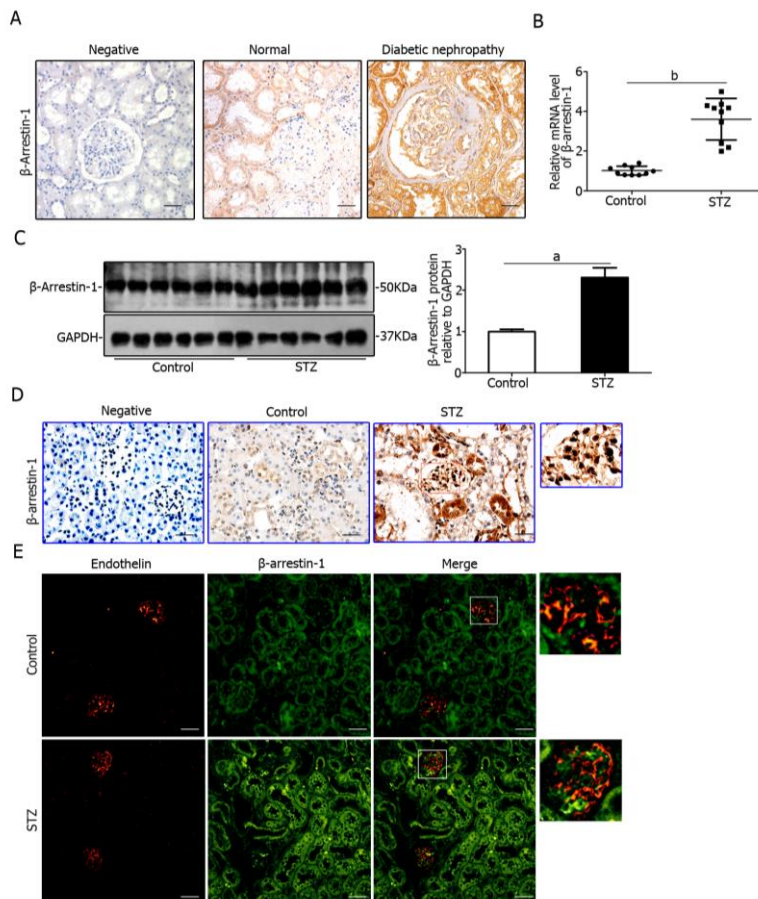 A
Negative
Normal
Diabetic nephropathy
β-Arrestin-1
B
Relative mRNA level
of β-arrestin-1
6
4
2
0
b
Control
STZ
C
β-Arrestin-1-
-50KDa
GAPDH-
-37KDa
Control
STZ
β-Arrestin-1 protein
relative to GAPDH
3
2
1
0
a
Control
STZ
D
Negative
Control
STZ
β-arrestin-1
E
Endothelin
β-arrestin-1
Merge
Control
STZ